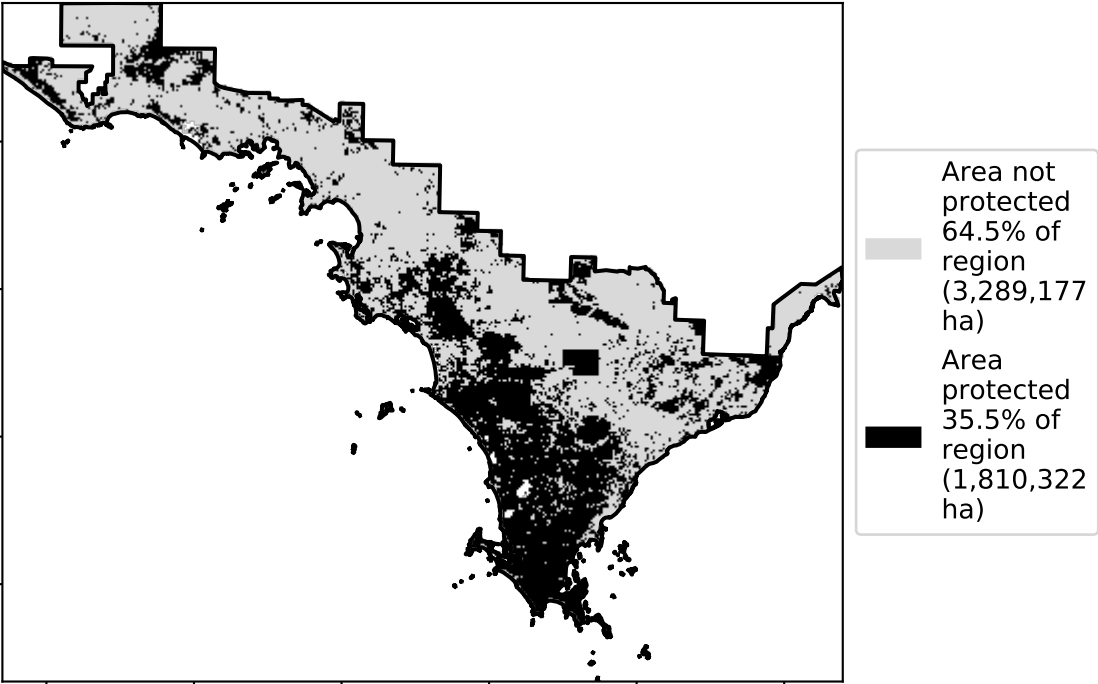 Area not
protected
64.5% of
region
(3,289,177
ha)
Area
protected
35.5% of
region
(1,810,322
ha)